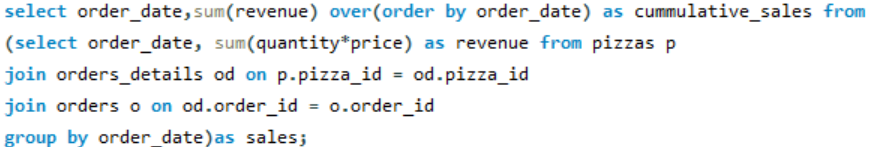 select order_date,sum(revenue) over(order by order_date) as cummulative_sales from
(select order_date, sum(quantity*price) as revenue from pizzas p
join orders_details od on p.pizza_id = od.pizza_id
join orders o on od.order_id = o.order_id
group by order_date)as sales;